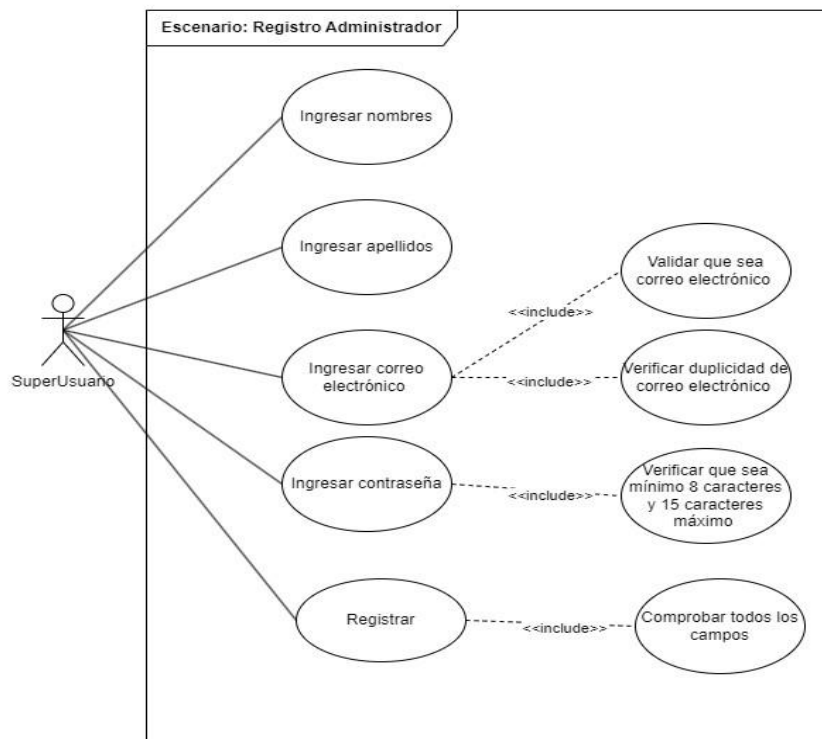 Escenario: Registro Administrador
Ingresar nombres
Ingresar apellidos
Validar que sea
correo electrónico
<<include>>
SuperUsuario
Ingresar correo
electrónico
<<include>>
Verificar duplicidad de
correo electrónico
Ingresar contraseña
<<include>>
Verificar que sea
mínimo 8 caracteres
y 15 caracteres
máximo
Registrar
<<include>>
Comprobar todos los
campos